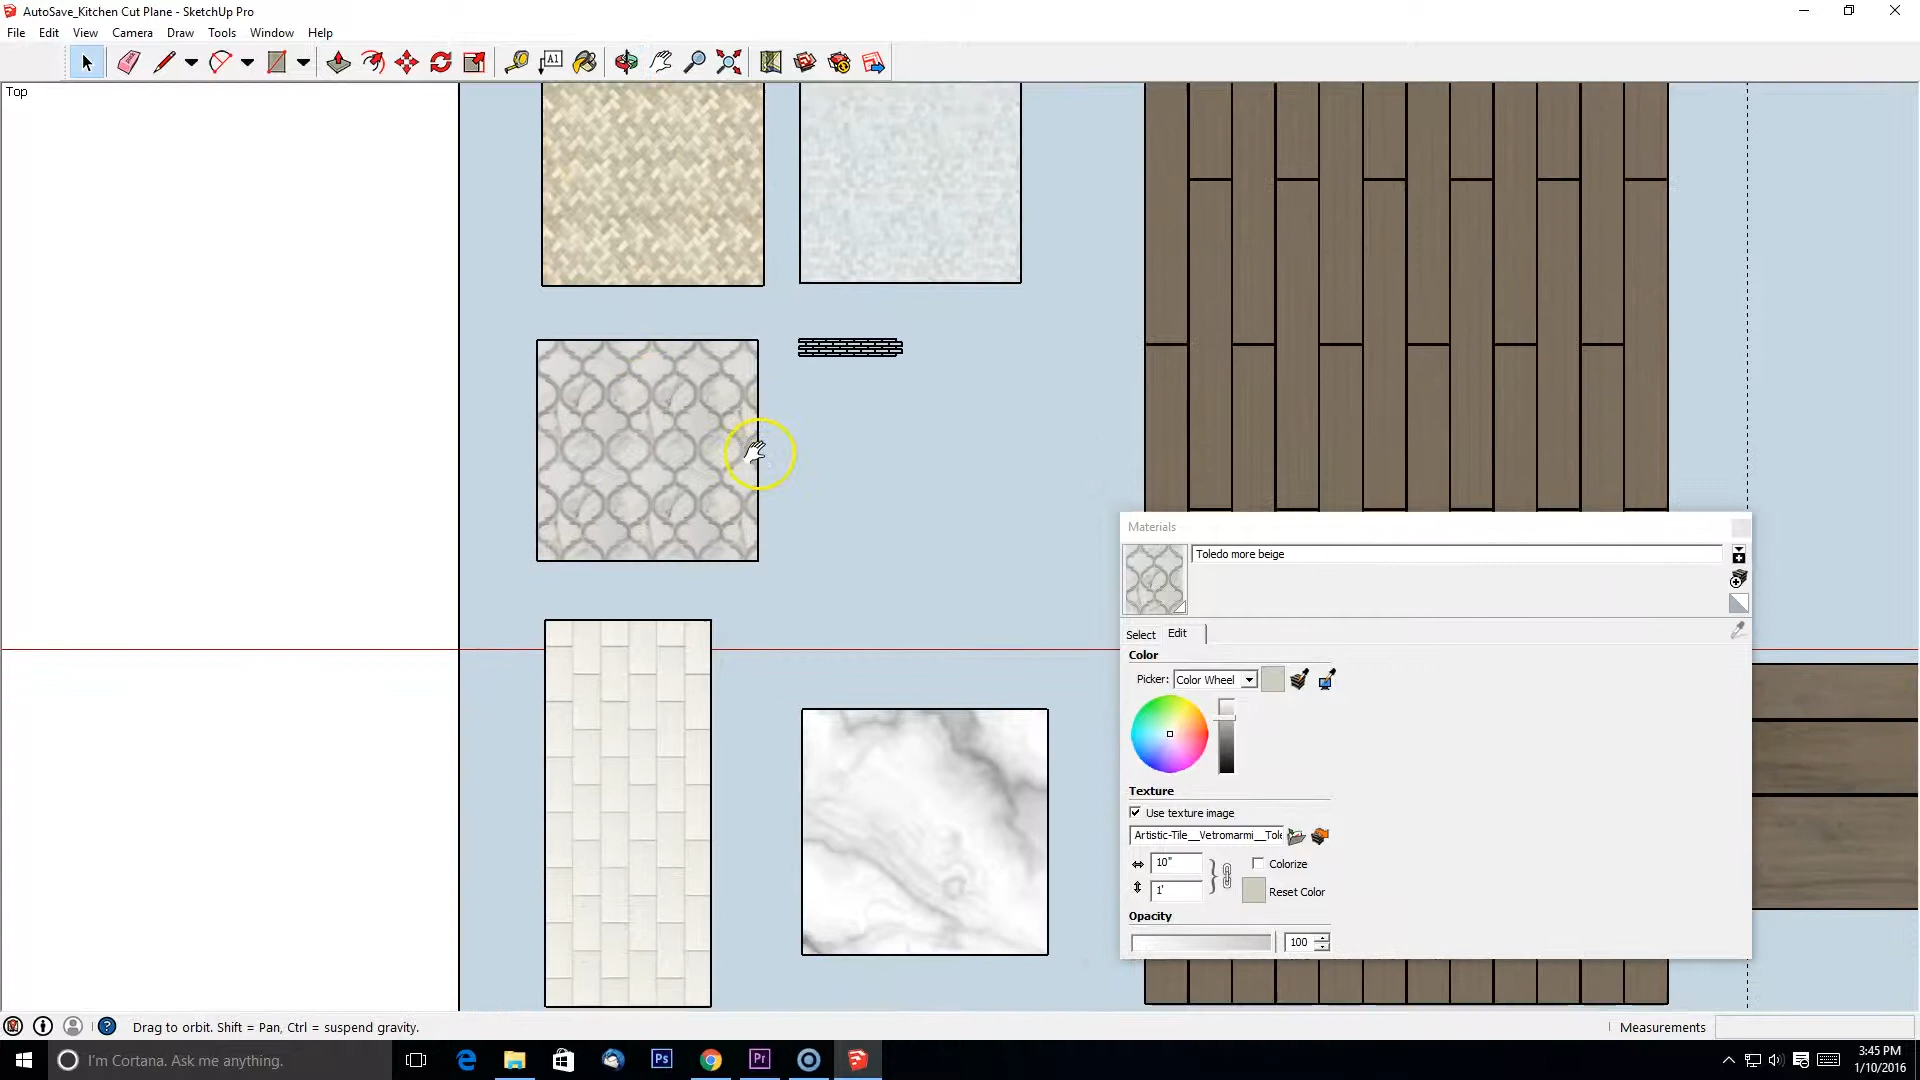 AutoSave_Kitchen Cut Plane - SketchUp Pro
File Edit View Camera Draw Tools Window Help
A1
Top
Materials
Toledo more beige
Select Edit
Color
Picker: Color Wheel
Texture
Use texture image
Artistic-Tile__Vetromarmi__Tole
10" Colorize
1' Reset Color
Opacity
100
Drag to orbit. Shift = Pan, Ctrl = suspend gravity.
Measurements
I'm Cortana. Ask me anything.
Ps
Pr
3:45 PM
1/10/2016